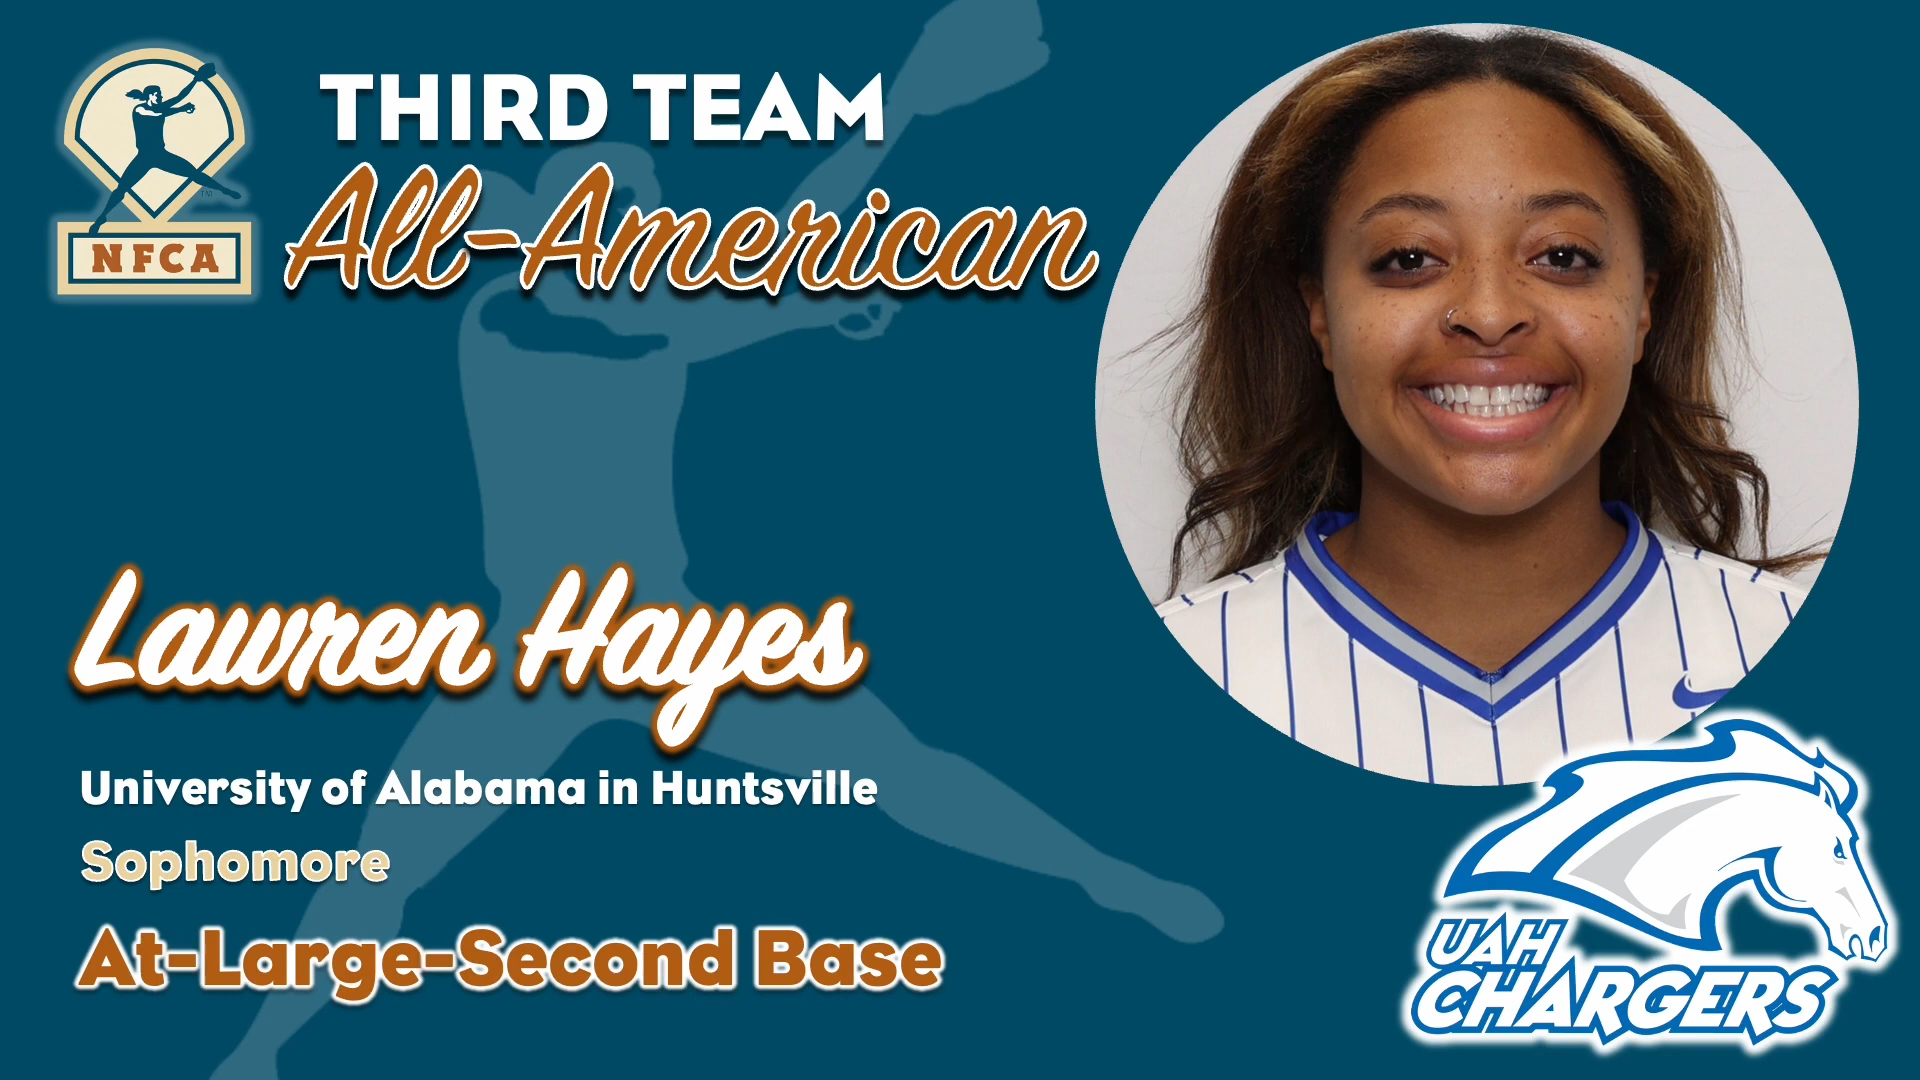 THIRD TEAM
All-American
NFCA
TM
Lawren Hayes
University of Alabama in Huntsville
Sophomore
At-Large-Second Base
UAH
CHARGERS